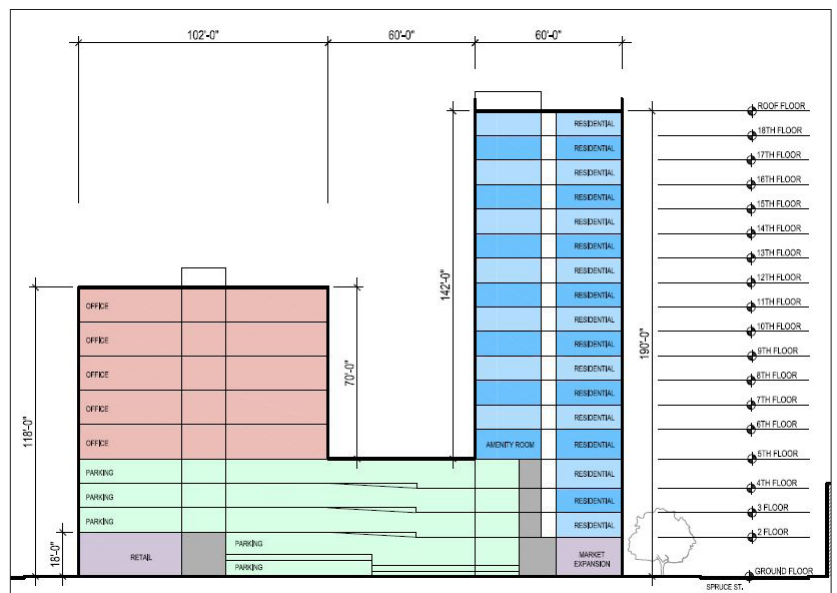 102'-0"
60'-0"
60'-0"
ROOF FLOOR
RESIDENTIAL
18TH FLOOR
RESIDENTIAL
17TH FLOOR
RESIDENTIAL
16TH FLOOR
RESIDENTIAL
15TH FLOOR
RESIDENTIAL
14TH FLOOR
RESIDENTIAL
13TH FLOOR
RESIDENTIAL
12TH FLOOR
RESIDENTIAL
11TH FLOOR
RESIDENTIAL
10TH FLOOR
RESIDENTIAL
9TH FLOOR
RESIDENTIAL
8TH FLOOR
RESIDENTIAL
7TH FLOOR
RESIDENTIAL
6TH FLOOR
AMENITY ROOM
RESIDENTIAL
5TH FLOOR
RESIDENTIAL
4TH FLOOR
RESIDENTIAL
3 FLOOR
RESIDENTIAL
2 FLOOR
MARKET
EXPANSION
GROUND FLOOR
SPRUCE ST.
142'-0"
190'-0"
70'-0"
118'-0"
18'-0"
OFFICE
OFFICE
OFFICE
OFFICE
OFFICE
PARKING
PARKING
PARKING
RETAIL
PARKING
PARKING